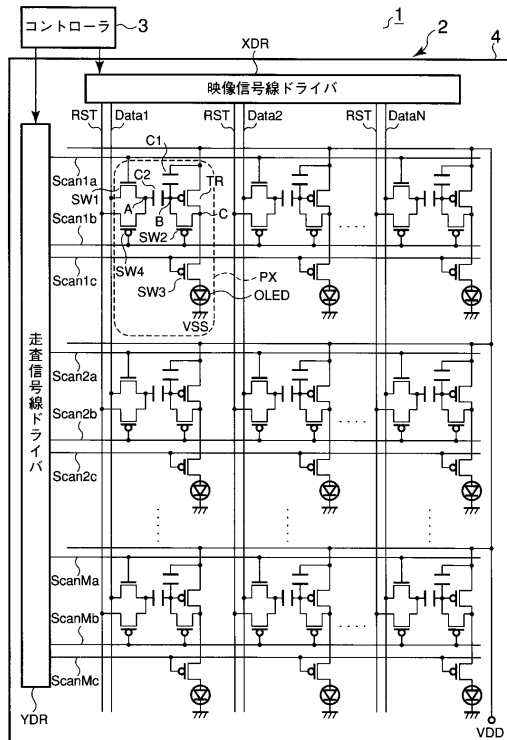 コントローラ
3
1
2
4
XDR
映像信号線ドライバ
RST
Data1
RST
Data2
RST
DataN
C1
Scan1a
C2
TR
SW1
A
Scan1b
B
SW2
C
SW4
Scan1c
SW3
PX
OLED
VSS
走査信号線ドライバ
Scan2a
Scan2b
Scan2c
ScanMa
ScanMb
ScanMc
YDR
VDD